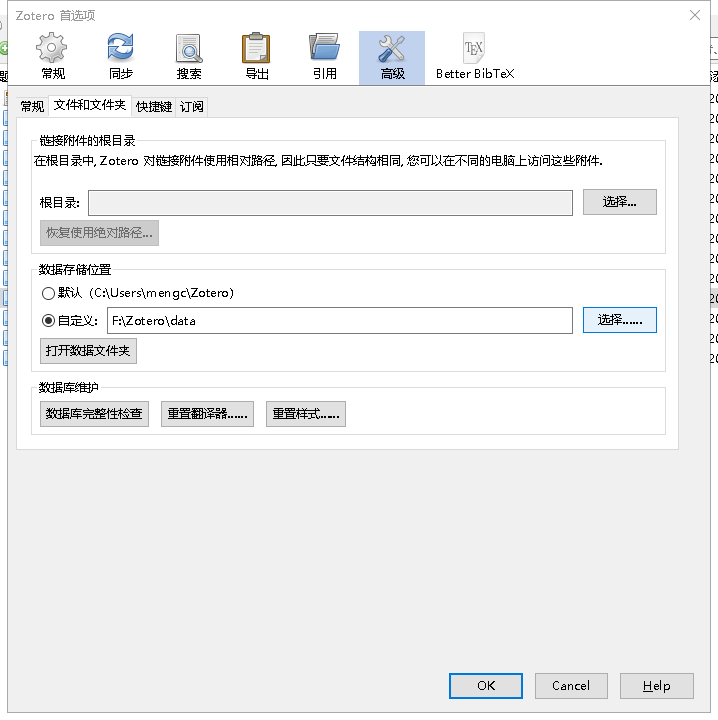 Zotero 首选项
常规 同步 搜索 导出 引用 高级 Better BibTeX
常规 文件和文件夹 快捷键 订阅
链接附件的根目录
在根目录中, Zotero 对链接附件使用相对路径, 因此只要文件结构相同, 您可以在不同的电脑上访问这些附件.
根目录: 选择...
恢复使用绝对路径...
数据存储位置
默认（C:\Users\mengc\Zotero）
自定义: F:\Zotero\data 选择......
打开数据文件夹
数据库维护
数据库完整性检查 重置翻译器...... 重置样式......
OK Cancel Help